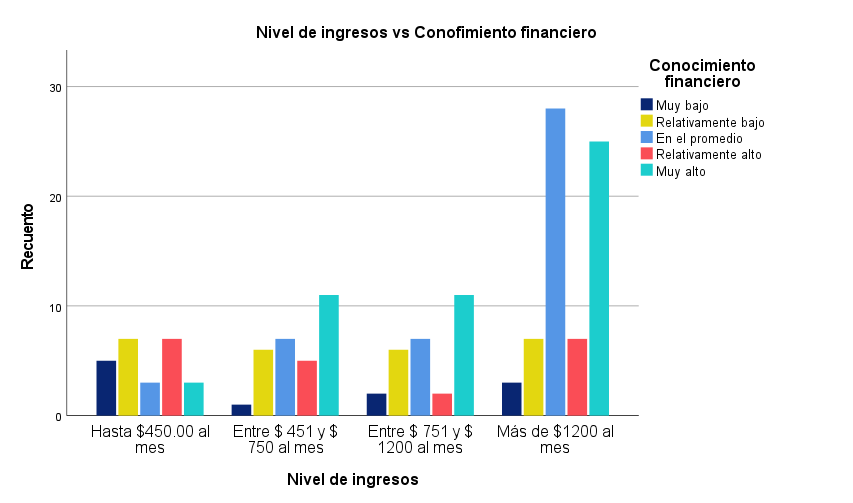 Nivel de ingresos vs Conofimiento financiero
Conocimiento
financiero
Muy bajo
Relativamente bajo
En el promedio
Relativamente alto
Muy alto
Recuento
30
20
10
0
Hasta $450.00 al
mes
Entre $ 451 y $
750 al mes
Entre $ 751 y $
1200 al mes
Más de $1200 al
mes
Nivel de ingresos